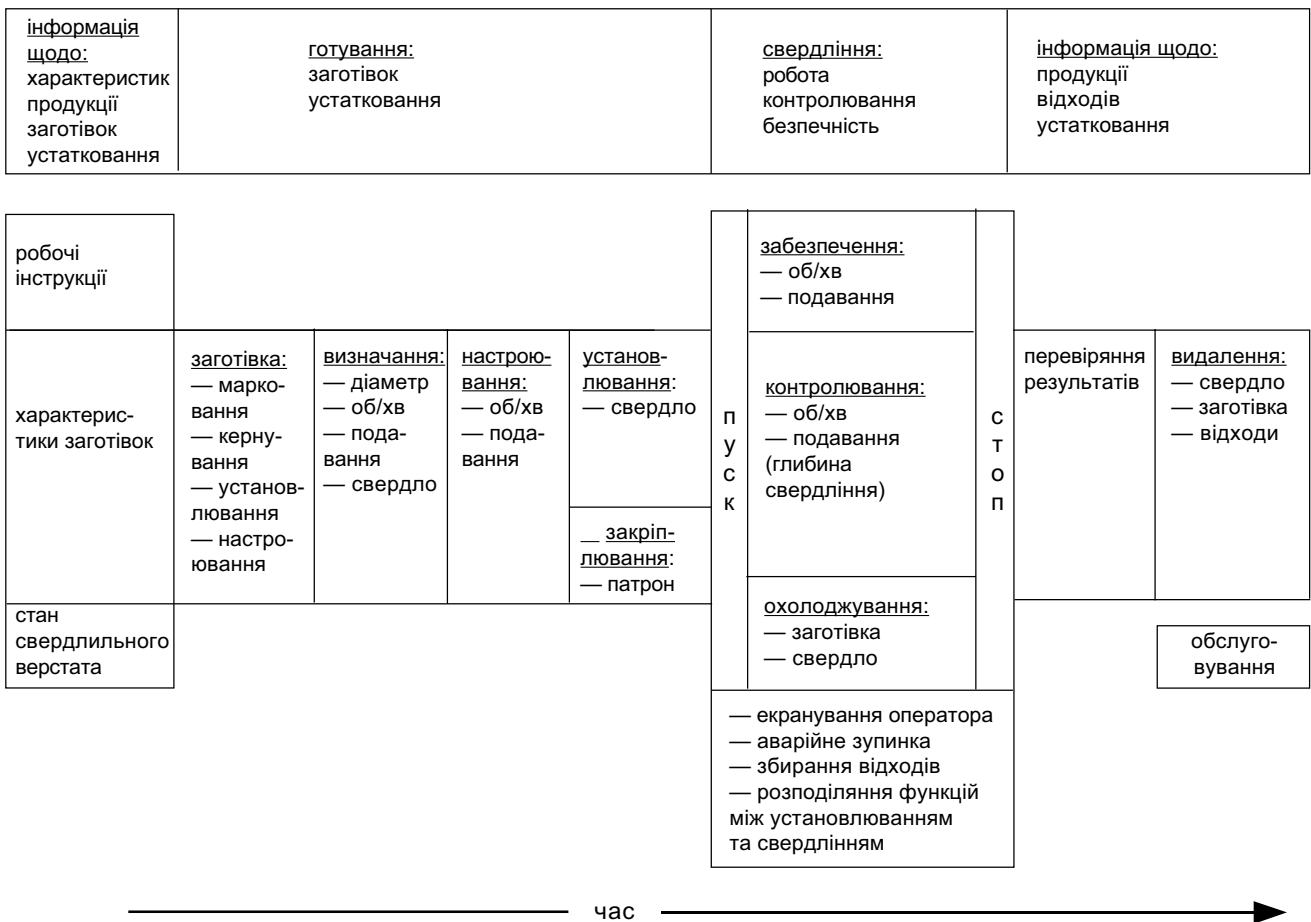 інформація
щодо:
характеристик
продукції
заготівок
устатковання
готування:
заготівок
устатковання
свердління:
робота
контролювання
безпечність
інформація щодо:
продукції
відходів
устатковання
робочі
інструкції
характерис-
тики заготівок
стан
свердлильного
верстата
заготівка:
— марко-
вання
— керну-
вання
— установ-
лювання
— настро-
ювання
визначання:
— діаметр
— об/хв
— пода-
вання
— свердло
настрою-
вання:
— об/хв
— пода-
вання
установ-
лювання:
— свердло
__ закріп-
лювання:
— патрон
п
у
с
к
забезпечення:
— об/хв
— подавання
контролювання:
— об/хв
— подавання
(глибина
свердління)
охолоджування:
— заготівка
— свердло
с
т
о
п
— екранування оператора
— аварійне зупинка
— збирання відходів
— розподіляння функцій
між установлюванням
та свердлінням
перевіряння
результатів
видалення:
— свердло
— заготівка
— відходи
обслуго-
вування
час